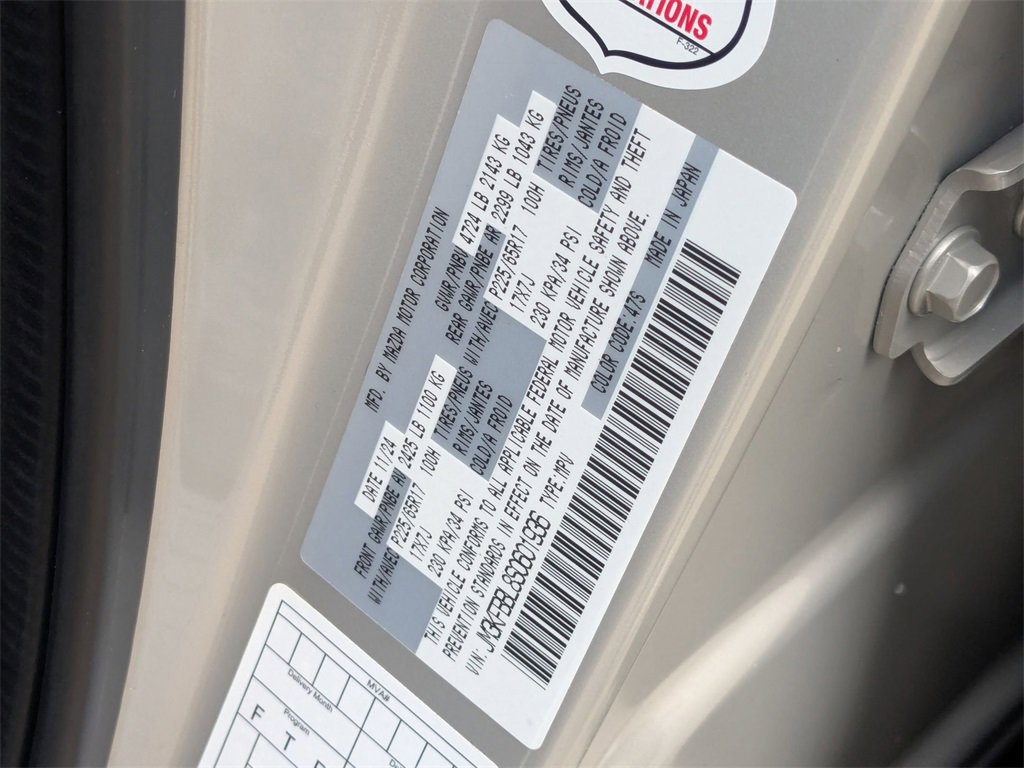 TIONS
F-322
MFD. BY MAZDA MOTOR CORPORATION
DATE 11/24 GVWR/PNBV 4724 LB 2143 KG
FRONT GAWR/PNBE AV 2425 LB 1100 KG REAR GAWR/PNBE AR 2299 LB 1043 KG
WITH/AVEC P225/65R17 100H TIRES/PNEUS WITH/AVEC P225/65R17 100H TIRES/PNEUS
17X7J RIMS/JANTES 17X7J RIMS/JANTES
230 KPA/34 PSI COLD/A FROID 230 KPA/34 PSI COLD/A FROID
THIS VEHICLE CONFORMS TO ALL APPLICABLE FEDERAL MOTOR VEHICLE SAFETY AND THEFT
PREVENTION STANDARDS IN EFFECT ON THE DATE OF MANUFACTURE SHOWN ABOVE.
VIN: JM3KFBBL8S0601936 TYPE:MPV COLOR CODE:47S MADE IN JAPAN
MVA#
Delivery Month
Program
F
T